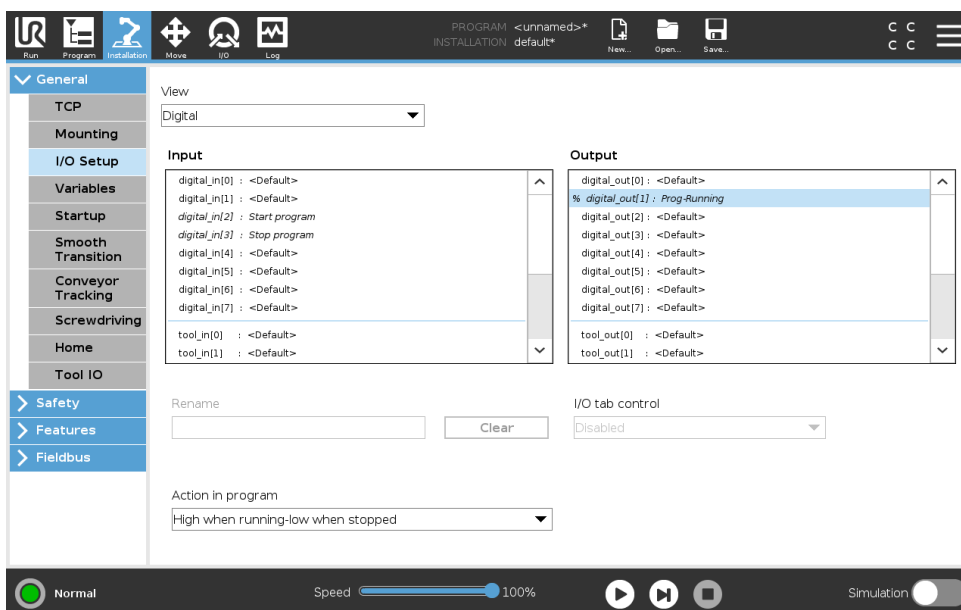 PROGRAM <unnamed>*
INSTALLATION default*
UR
Run
Program
Installation
Move
I/O
Log
New...
Open...
Save...
C C
C C
General
TCP
Mounting
I/O Setup
Variables
Startup
Smooth
Transition
Conveyor
Tracking
Screwdriving
Home
Tool IO
Safety
Features
Fieldbus
View
Digital
Input
digital_in[0] : <Default>
digital_in[1] : <Default>
digital_in[2] : Start program
digital_in[3] : Stop program
digital_in[4] : <Default>
digital_in[5] : <Default>
digital_in[6] : <Default>
digital_in[7] : <Default>
tool_in[0] : <Default>
tool_in[1] : <Default>
Output
digital_out[0] : <Default>
% digital_out[1] : Prog-Running
digital_out[2] : <Default>
digital_out[3] : <Default>
digital_out[4] : <Default>
digital_out[5] : <Default>
digital_out[6] : <Default>
digital_out[7] : <Default>
tool_out[0] : <Default>
tool_out[1] : <Default>
Rename
Clear
I/O tab control
Disabled
Action in program
High when running-low when stopped
Normal
Speed 100%
Simulation